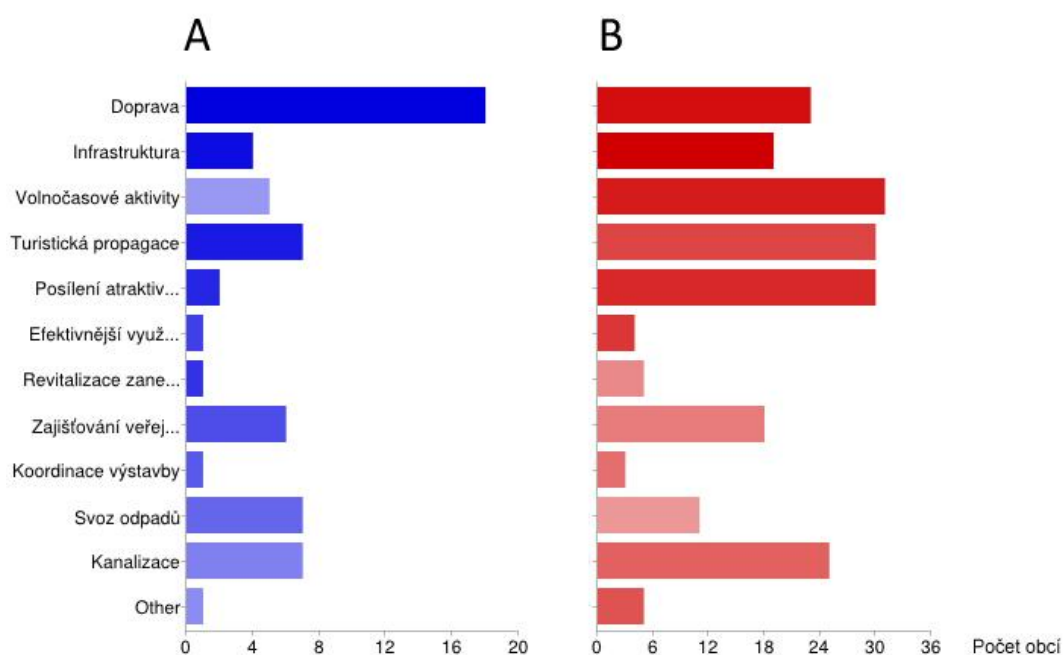 A B
Doprava
Infrastruktura
Volnočasové aktivity
Turistická propagace
Posílení atraktiv...
Efektivnější využ...
Revitalizace zane...
Zajišťování veřej...
Koordinace výstavby
Svoz odpadů
Kanalizace
Other
0 4 8 12 16 20 0 6 12 18 24 30 36 Počet obcí